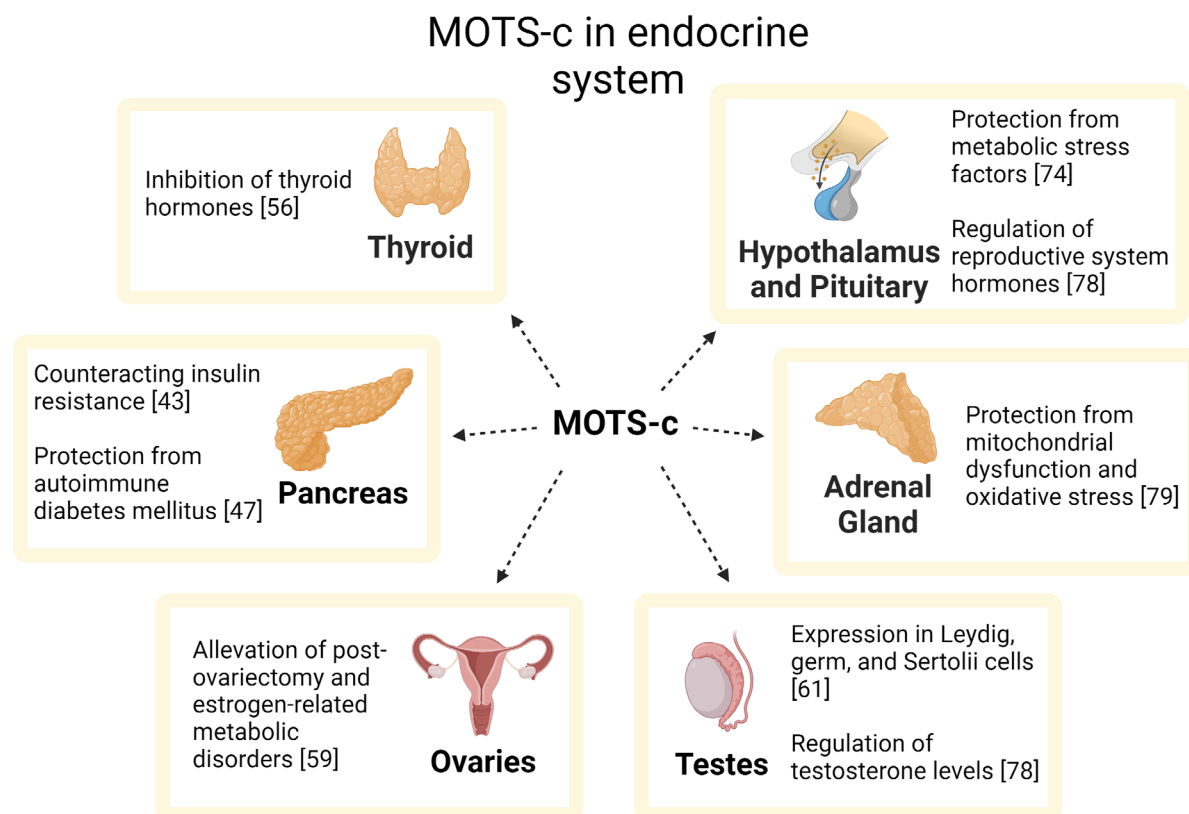 MOTS-c in endocrine
system
Inhibition of thyroid
hormones [56]
Thyroid
Protection from
metabolic stress
factors [74]
Regulation of
reproductive system
hormones [78]
Hypothalamus
and Pituitary
Counteracting insulin
resistance [43]
Protection from
autoimmune
diabetes mellitus [47]
Pancreas
MOTS-c
Adrenal
Gland
Protection from
mitochondrial
dysfunction and
oxidative stress [79]
Allevation of post-
ovariectomy and
estrogen-related
metabolic
disorders [59]
Ovaries
Expression in Leydig,
germ, and Sertolii cells
[61]
Regulation of
testosterone levels [78]
Testes